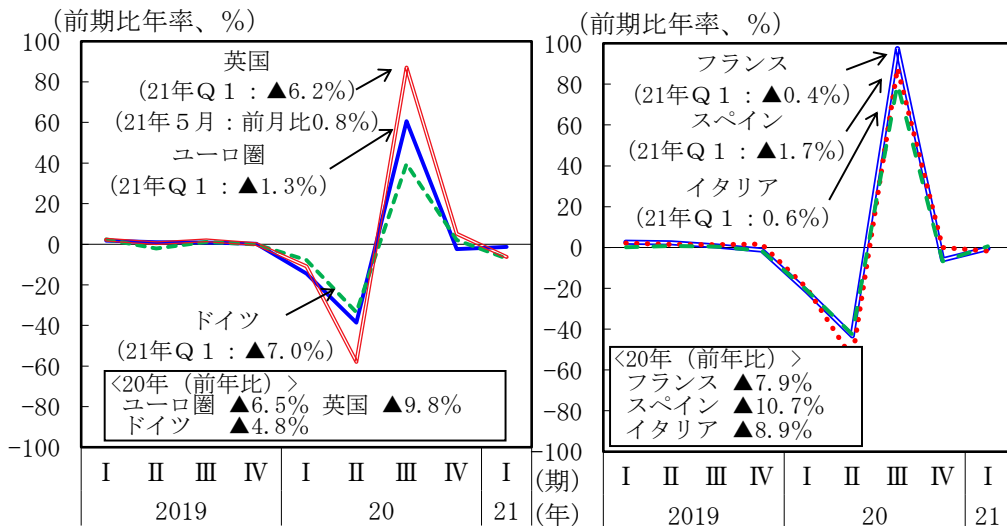 (前期比年率、%)
100
80
60
40
20
0
−20
−40
−60
−80
−100
英国
(21年Q1：▲6.2%)
(21年5月：前月比0.8%)
ユーロ圏
(21年Q1：▲1.3%)
ドイツ
(21年Q1：▲7.0%)
<20年（前年比）>
ユーロ圏 ▲6.5% 英国 ▲9.8%
ドイツ ▲4.8%
Ⅰ Ⅱ Ⅲ Ⅳ Ⅰ Ⅱ Ⅲ Ⅳ Ⅰ (期)
2019 20 21 (年)
(前期比年率、%)
100
80
60
40
20
0
−20
−40
−60
−80
−100
フランス
(21年Q1：▲0.4%)
スペイン
(21年Q1：▲1.7%)
イタリア
(21年Q1：0.6%)
<20年（前年比）>
フランス ▲7.9%
スペイン ▲10.7%
イタリア ▲8.9%
Ⅰ Ⅱ Ⅲ Ⅳ Ⅰ Ⅱ Ⅲ Ⅳ Ⅰ
2019 20 21